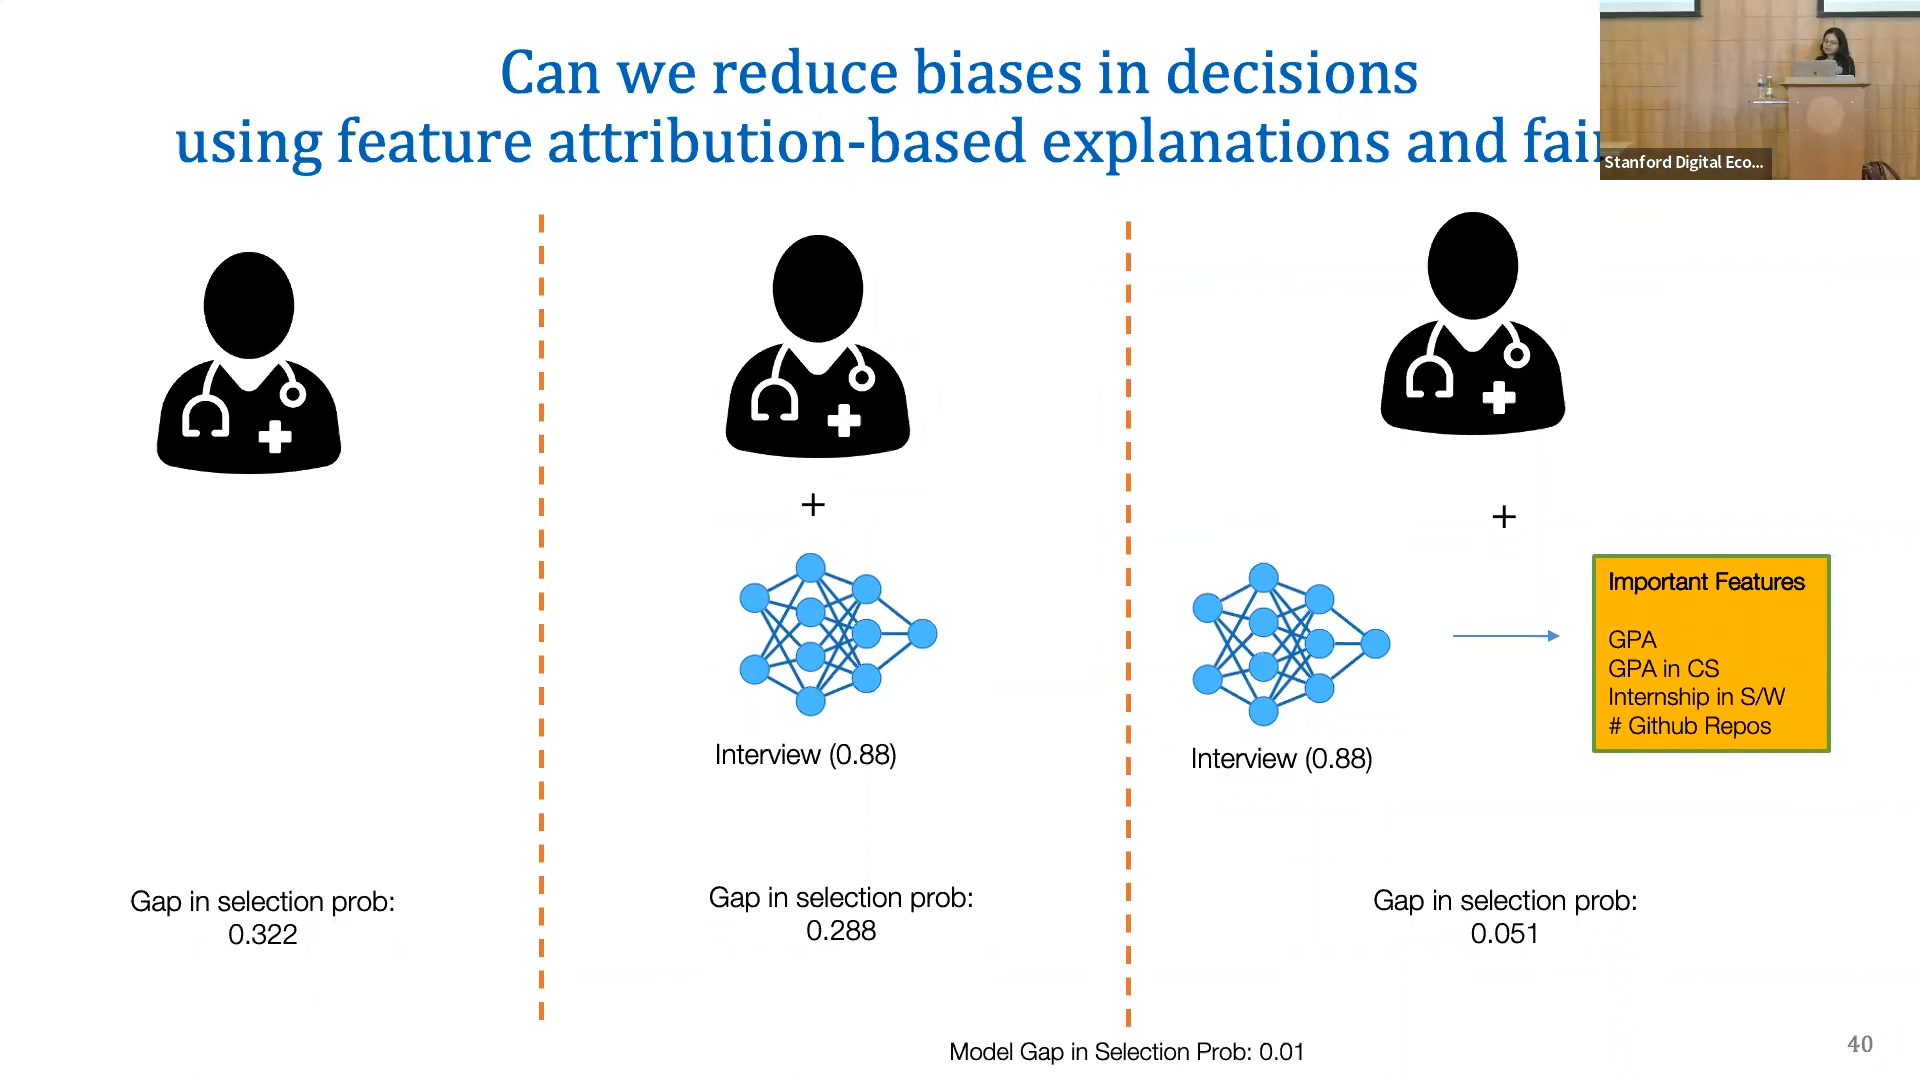 Can we reduce biases in decisions
using feature attribution-based explanations and
Stanford Digital Eco...
+
+
Important Features
GPA
GPA in CS
Internship in S/W
# Github Repos
Interview (0.88)
Interview (0.88)
Gap in selection prob:
0.322
Gap in selection prob:
0.288
Gap in selection prob:
0.051
Model Gap in Selection Prob: 0.01
40